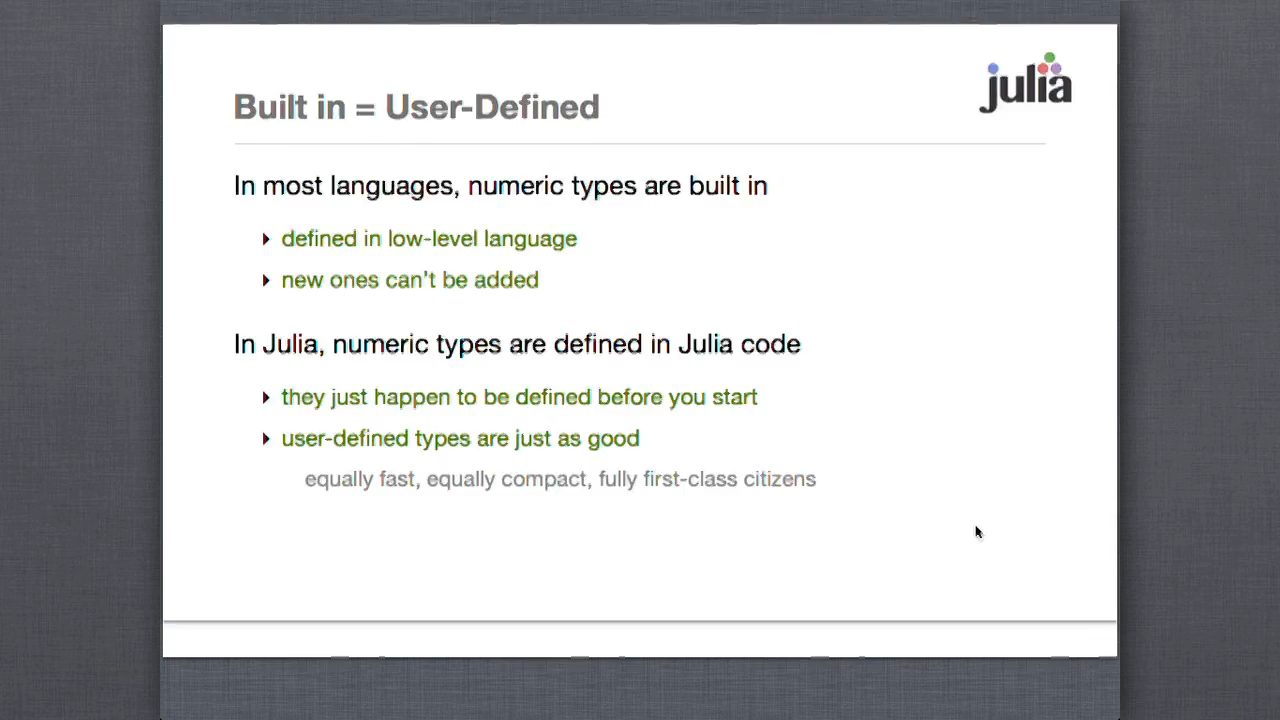 julia
Built in = User-Defined
In most languages, numeric types are built in
defined in low-level language
new ones can't be added
In Julia, numeric types are defined in Julia code
they just happen to be defined before you start
user-defined types are just as good
equally fast, equally compact, fully first-class citizens